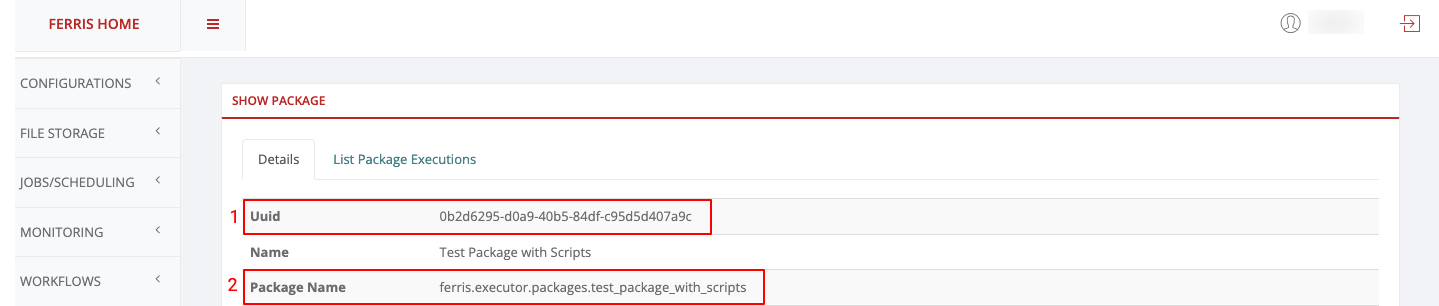 FERRIS HOME
CONFIGURATIONS
FILE STORAGE
JOBS/SCHEDULING
MONITORING
WORKFLOWS
SHOW PACKAGE
Details
List Package Executions
1 Uuid 0b2d6295-d0a9-40b5-84df-c95d5d407a9c
Name Test Package with Scripts
2 Package Name ferris.executor.packages.test_package_with_scripts